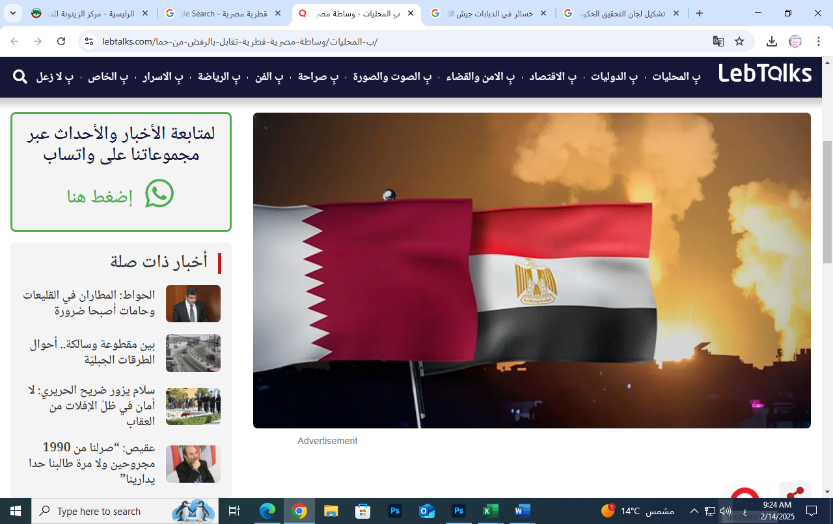 الرئيسية - مركز الزيتونة للد
قطرية مصرية - Google Search
ب المحليات - وساطة مصر
خسائر في الدبابات جيش الا
تشكيل لجان التحقيق الحكو
lebtalks.com/ب-المحليات/وساطة-مصرية-قطرية-تقابل-بالرفض-من-حما/
LebTalks
بِ المحليات
بِ الدوليات
بِ الاقتصاد
بِ الامن والقضاء
بِ الصوت والصورة
بِ صراحة
بِ الفن
بِ الرياضة
بِ الاسرار
بِ الخاص
بِ لا زعل
لمتابعة الأخبار والأحداث عبر
مجموعاتنا على واتساب
إضغط هنا
أخبار ذات صلة
الحواط: المطاران في القليعات
وحامات أصبحا ضرورة
بين مقطوعة وسالكة.. أحوال
الطرقات الجبليّة
سلام يزور ضريح الحريري: لا
أمان في ظلّ الإفلات من
العقاب
عقيص: “صرلنا من 1990
مجروحين ولا مرة طالبنا حدا
يدارينا”
Advertisement
Type here to search
14°C مشمس
ع
9:24 AM
2/14/2025